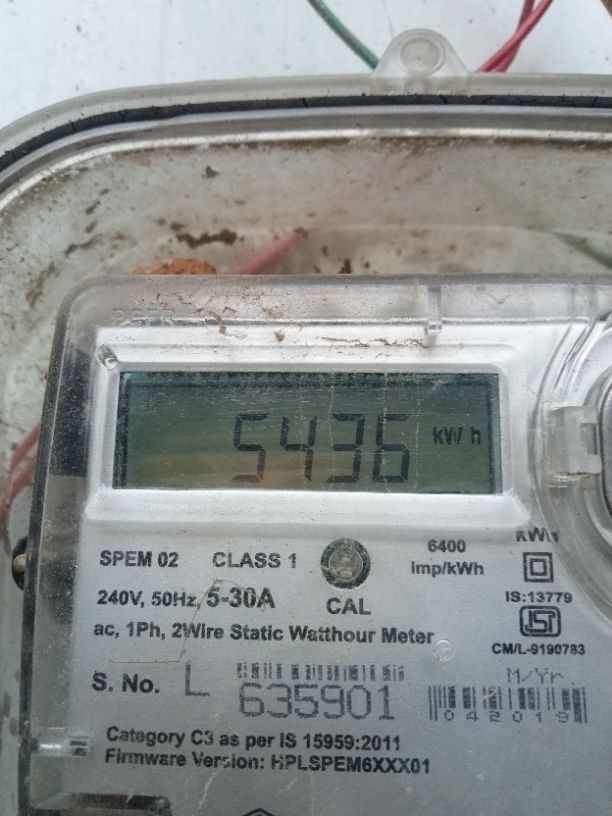 5436 kW h
SPEM 02 CLASS 1
6400
imp/kWh
240V, 50Hz, 5-30A
CAL
IS:13779
ac, 1Ph, 2Wire Static Watthour Meter
ISI
CM/L-9190783
S. No. L 635901
M/Yr.
042019
Category C3 as per IS 15959:2011
Firmware Version: HPLSPEM6XXX01